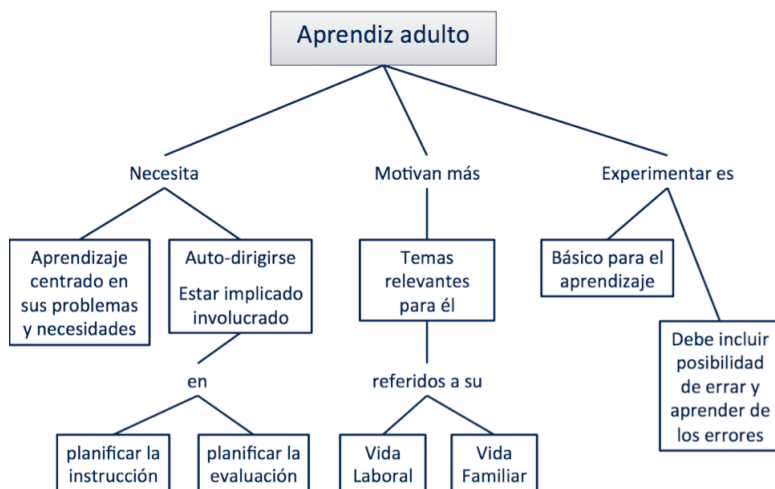 Aprendiz adulto
Necesita
Motivan más
Experimentar es
Aprendizaje
centrado en
sus problemas
y necesidades
Auto-dirigirse
Estar implicado
involucrado
Temas
relevantes
para él
Básico para el
aprendizaje
Debe incluir
posibilidad
de errar y
aprender de
los errores
en
referidos a su
planificar la
instrucción
planificar la
evaluación
Vida
Laboral
Vida
Familiar